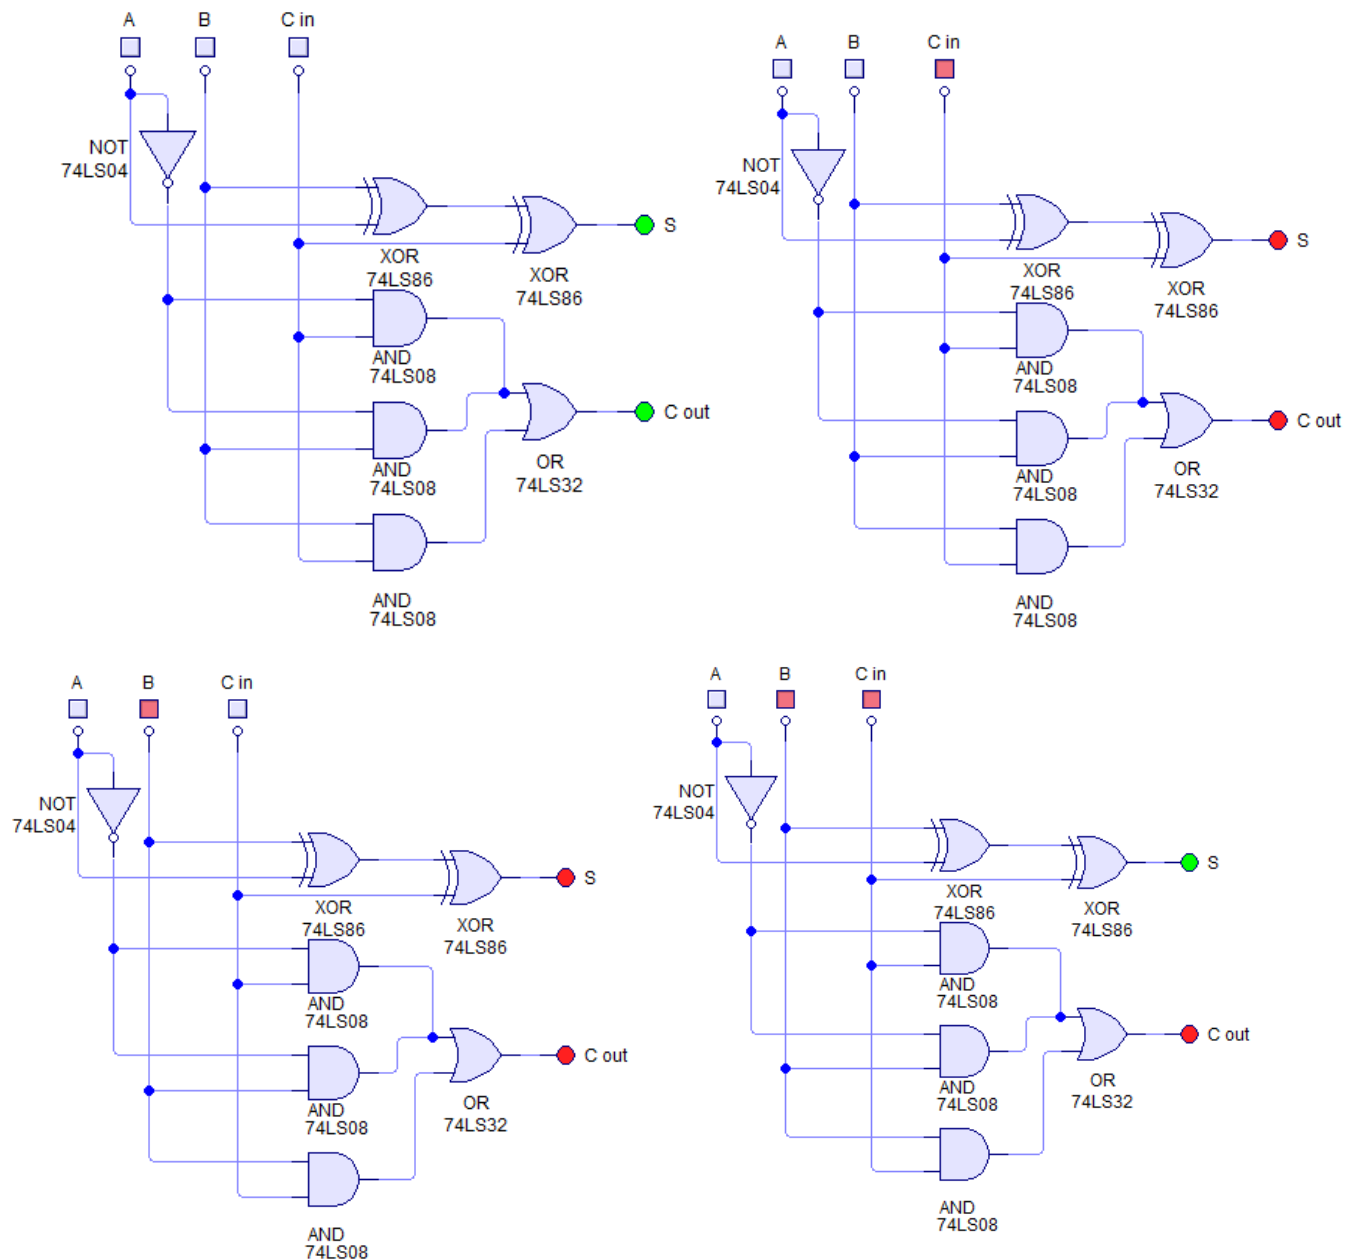 A B C in
NOT
74LS04
XOR
74LS86
S
XOR
74LS86
AND
74LS08
C out
AND
74LS08
OR
74LS32
AND
74LS08
A B C in
NOT
74LS04
XOR
74LS86
S
XOR
74LS86
AND
74LS08
C out
AND
74LS08
OR
74LS32
AND
74LS08
A B C in
NOT
74LS04
S
XOR
74LS86
XOR
74LS86
AND
74LS08
C out
AND
74LS08
OR
74LS32
AND
74LS08
A B C in
NOT
74LS04
S
XOR
74LS86
XOR
74LS86
AND
74LS08
C out
AND
74LS08
OR
74LS32
AND
74LS08